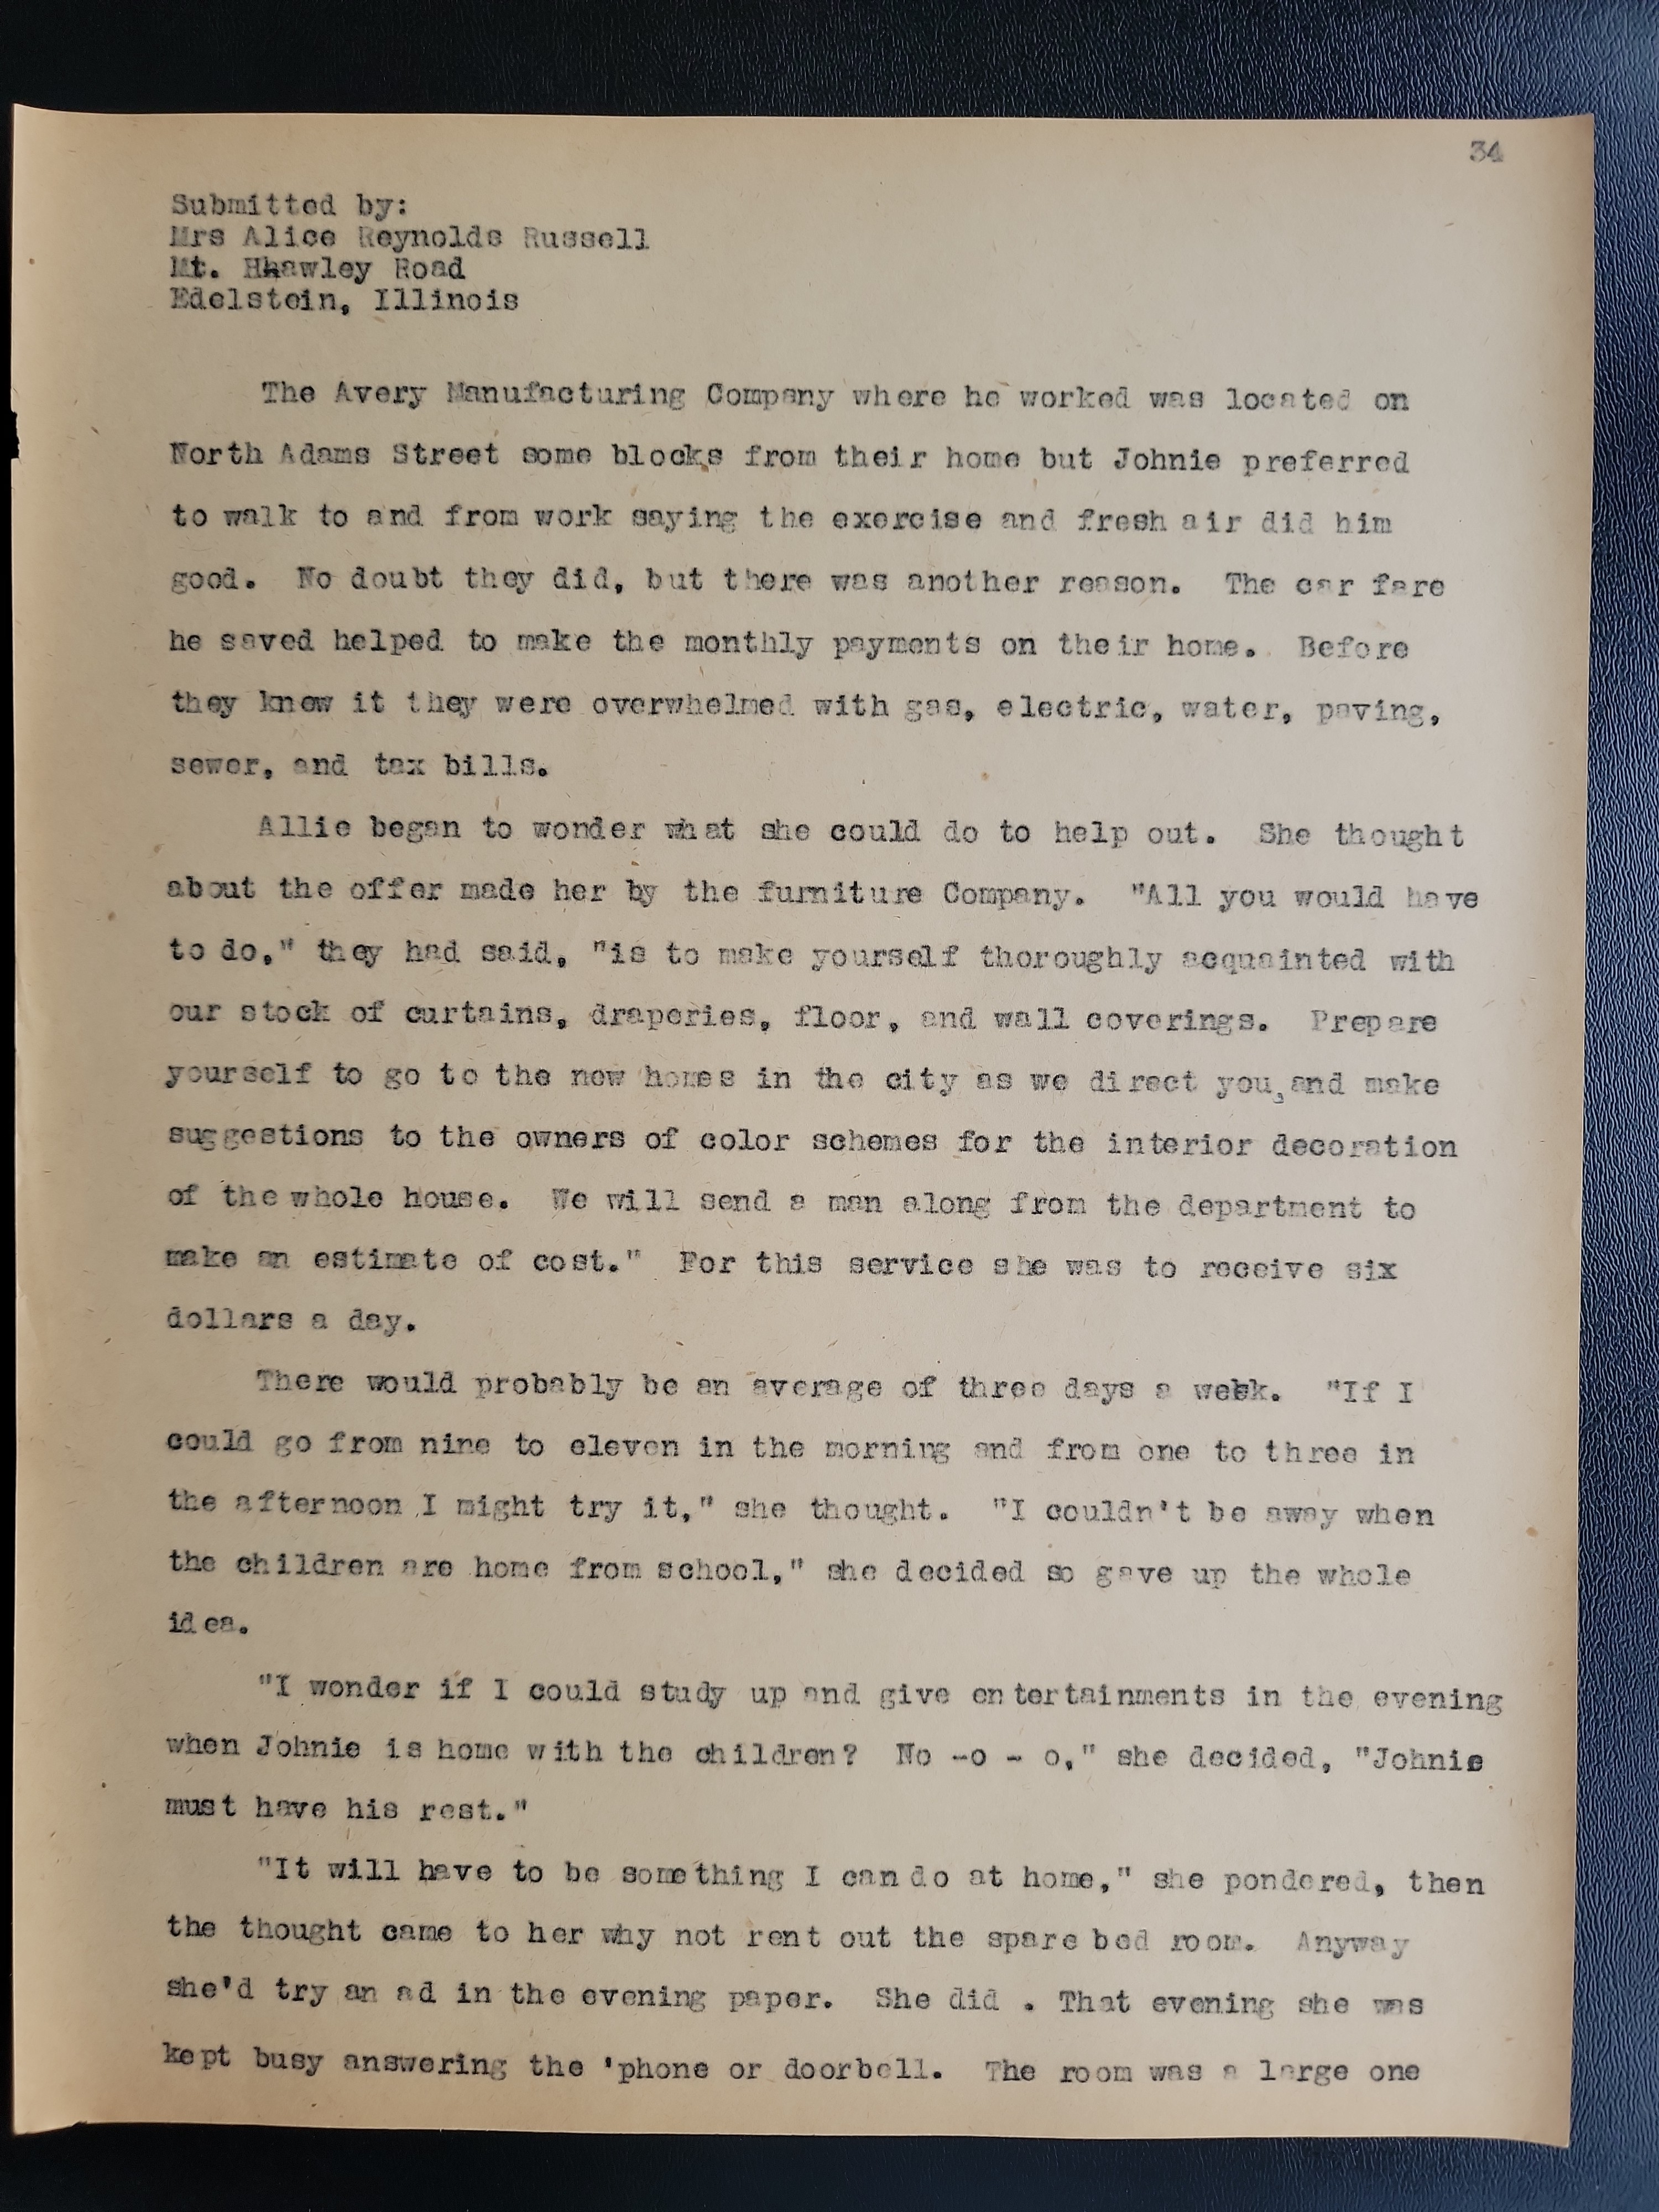 34
Submitted by:
Mrs Alice Reynolds Russell
Mt. Hhawley Road
Edelstein, Illinois
The Avery Manufacturing Company where he worked was located on
North Adams Street some blocks from their home but Johnie preferred
to walk to and from work saying the exercise and fresh air did him
good. No doubt they did, but there was another reason. The car fare
he saved helped to make the monthly payments on their home. Before
they knew it they were overwhelmed with gas, electric, water, paving,
sewer, and tax bills.
Allie began to wonder what she could do to help out. She thought
about the offer made her by the furniture Company. "All you would have
to do," they had said, "is to make yourself thoroughly acquainted with
our stock of curtains, draperies, floor, and wall coverings. Prepare
yourself to go to the new homes in the city as we direct you, and make
suggestions to the owners of color schemes for the interior decoration
of the whole house. We will send a man along from the department to
make an estimate of cost." For this service she was to receive six
dollars a day.
There would probably be an average of three days a week. "If I
could go from nine to eleven in the morning and from one to three in
the afternoon I might try it," she thought. "I couldn't be away when
the children are home from school," she decided so gave up the whole
idea.
"I wonder if I could study up and give entertainments in the evening
when Johnie is home with the children? No -o - o," she decided, "Johnie
must have his rest."
"It will have to be something I can do at home," she pondered, then
the thought came to her why not rent out the spare bed room. Anyway
she'd try an ad in the evening paper. She did . That evening she was
kept busy answering the 'phone or doorbell. The room was a large one